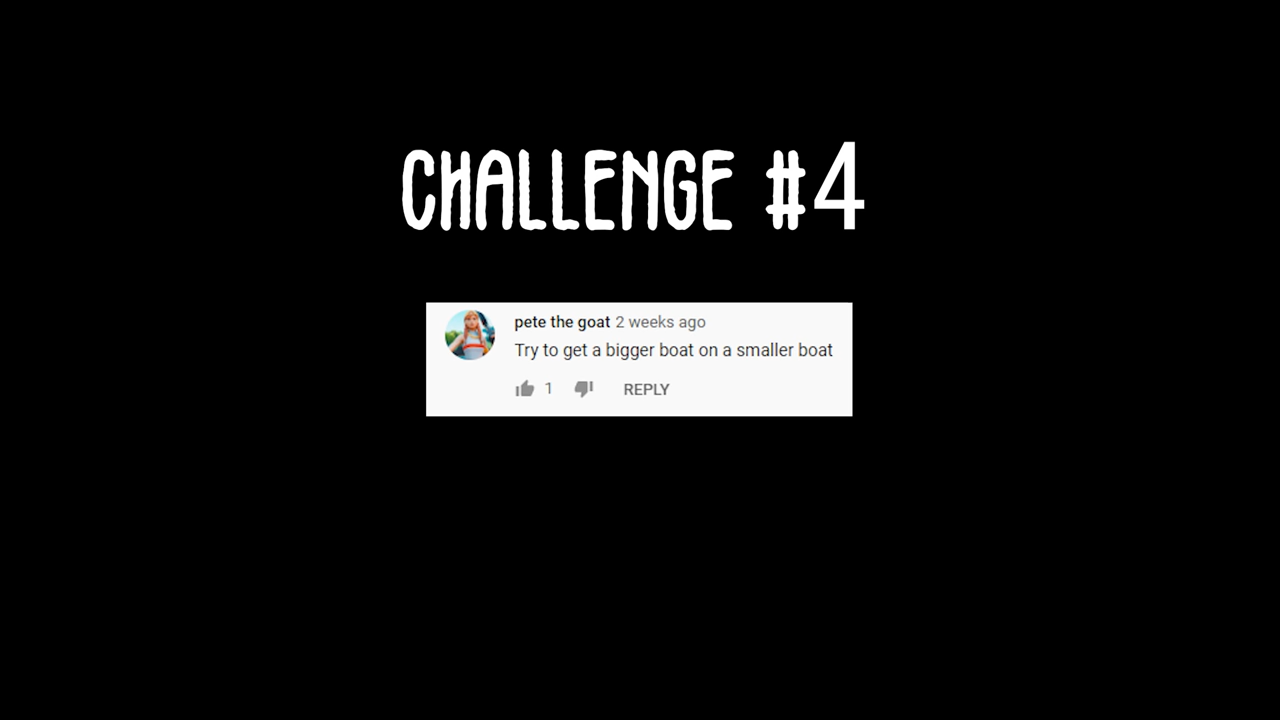 CHALLENGE #4
pete the goat 2 weeks ago
Try to get a bigger boat on a smaller boat
1 REPLY